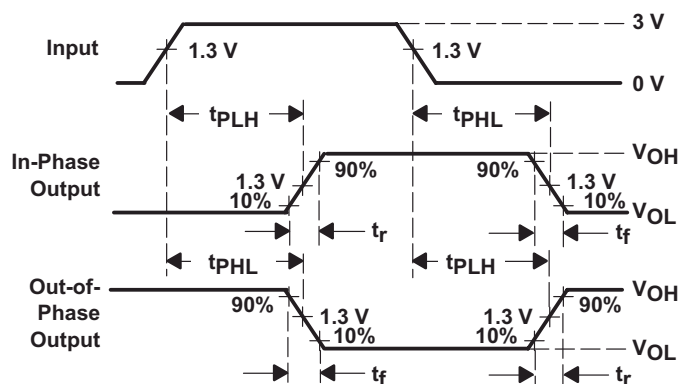 3 V
Input
1.3 V
1.3 V
0 V
tPLH
tPHL
VOH
In-Phase
Output
90%
90%
1.3 V
1.3 V
10%
10%
VOL
tr
tf
tPHL
tPLH
Out-of-
Phase
Output
VOH
90%
90%
1.3 V
1.3 V
10%
10%
VOL
tf
tr